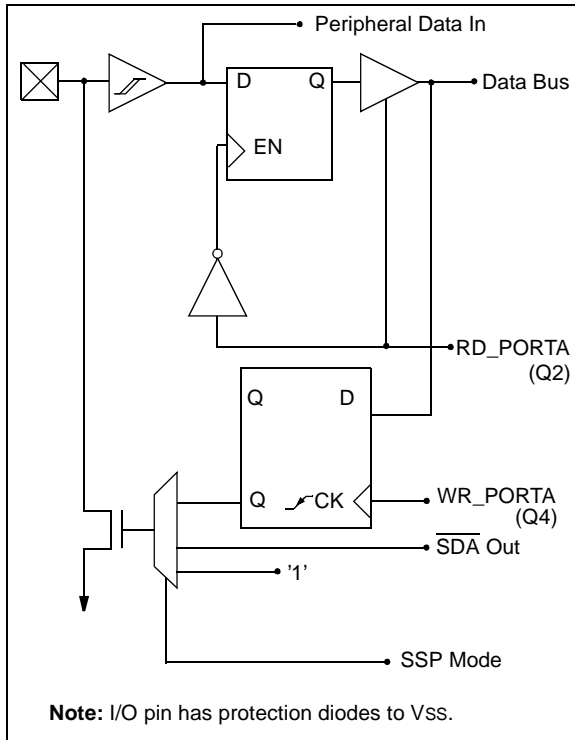 Peripheral Data In
D
Q
Data Bus
EN
RD_PORTA
(Q2)
Q
D
Q
CK
WR_PORTA
(Q4)
S̅D̅A̅ Out
'1'
SSP Mode
Note: I/O pin has protection diodes to VSS.